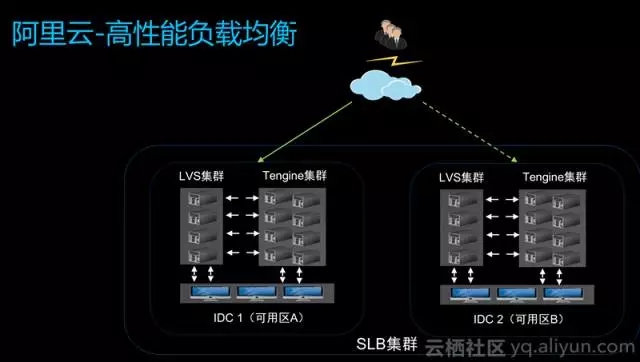 阿里云-高性能负载均衡
LVS集群 Tengine集群
LVS集群 Tengine集群
IDC 1（可用区A）
IDC 2（可用区B）
SLB集群
云栖社区 yq.aliyun.com